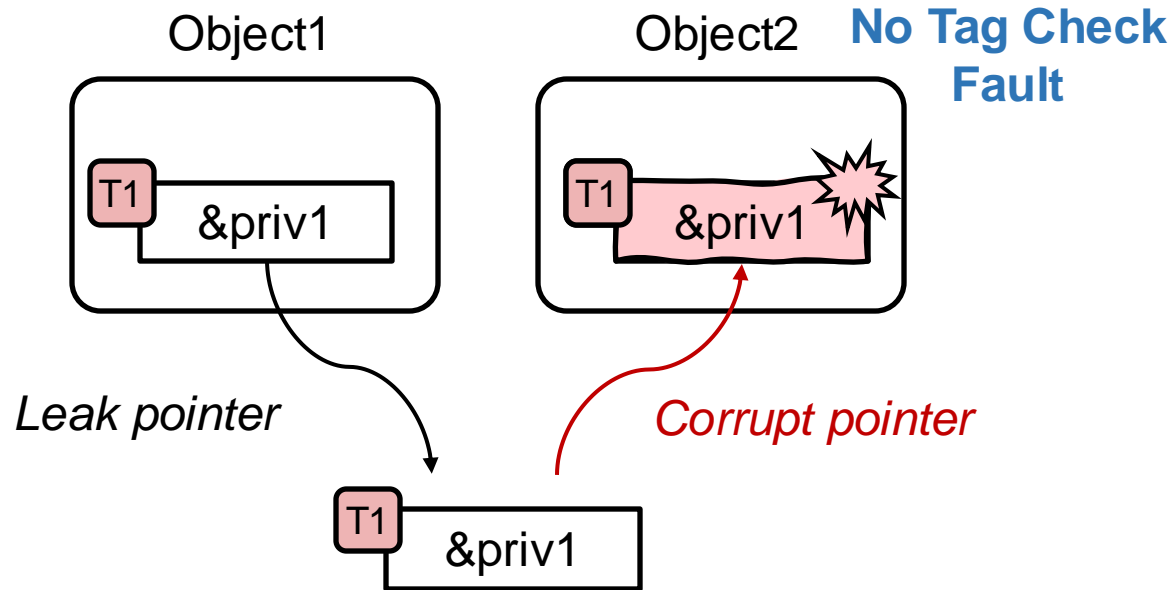 Object1
Object2
No Tag Check
Fault
T1
&priv1
T1
&priv1
Leak pointer
Corrupt pointer
T1
&priv1